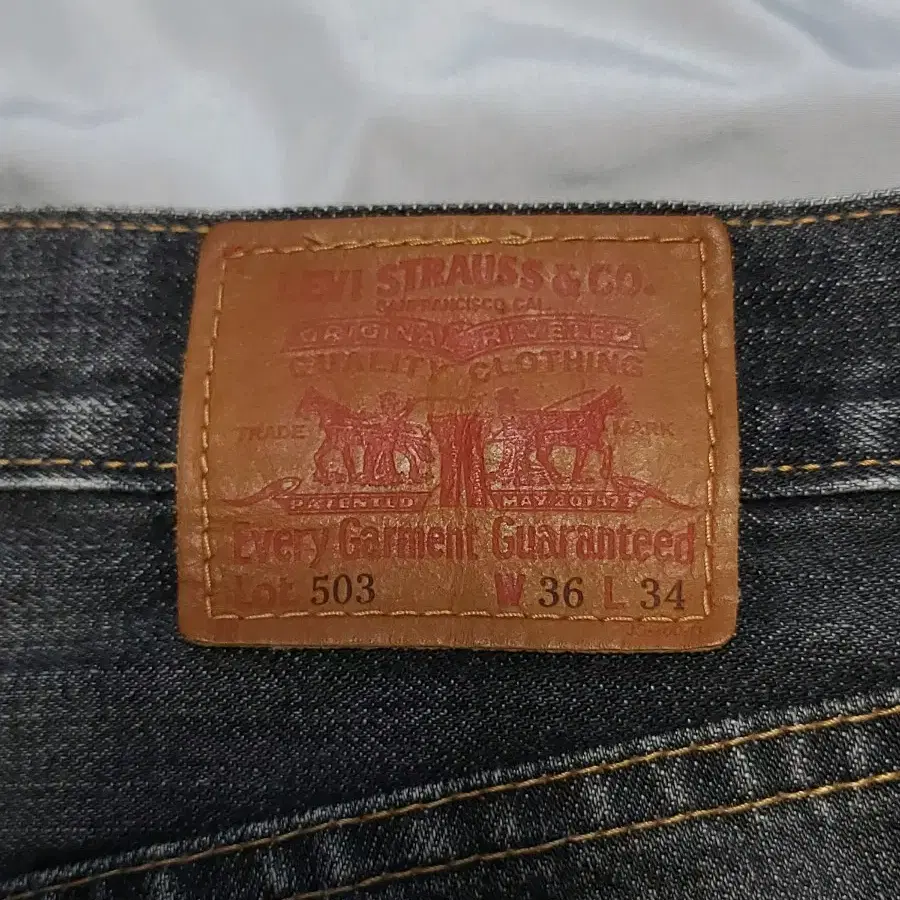 LEVI STRAUSS & CO.
SAN FRANCISCO, CAL.
ORIGINAL RIVETED
QUALITY CLOTHING
TRADE MARK
PATENTED MAY 20 1873
Every Garment Guaranteed
Lot 503 W 36 L 34